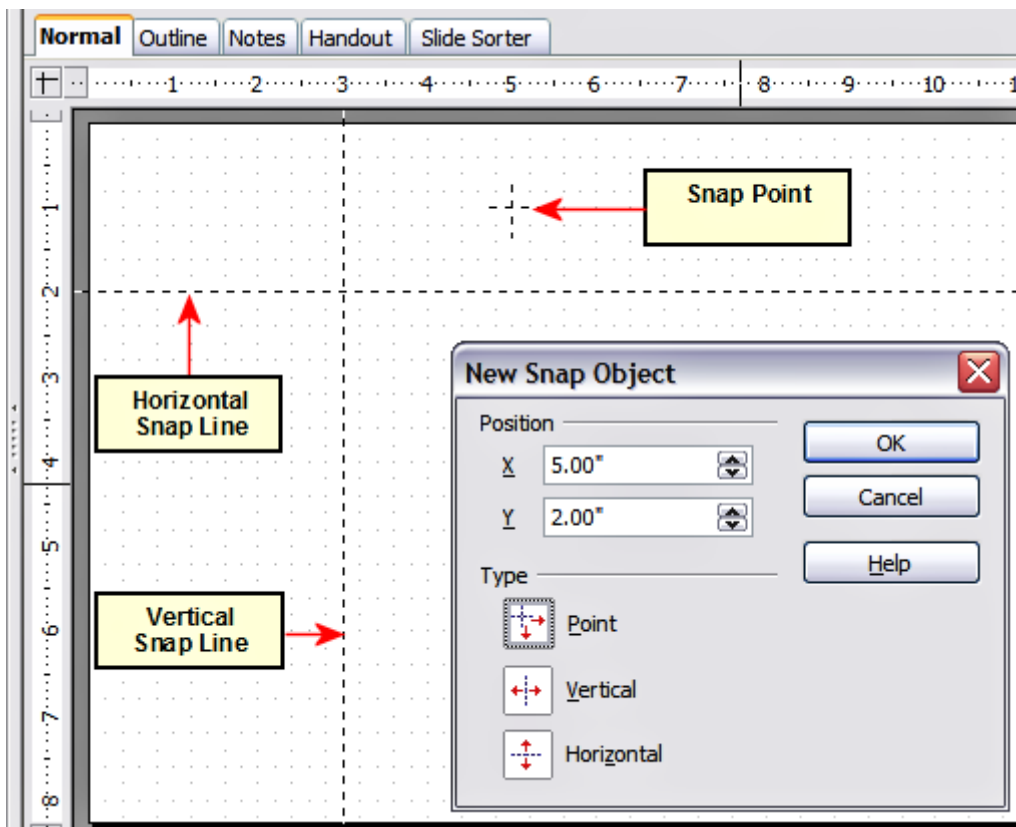 Normal Outline Notes Handout Slide Sorter
1 2 3 4 5 6 7 8 9 10 1
1
2
3
4
5
6
7
8
Snap Point
Horizontal
Snap Line
Vertical
Snap Line
New Snap Object
Position
X 5.00"
Y 2.00"
OK
Cancel
Help
Type
Point
Vertical
Horizontal